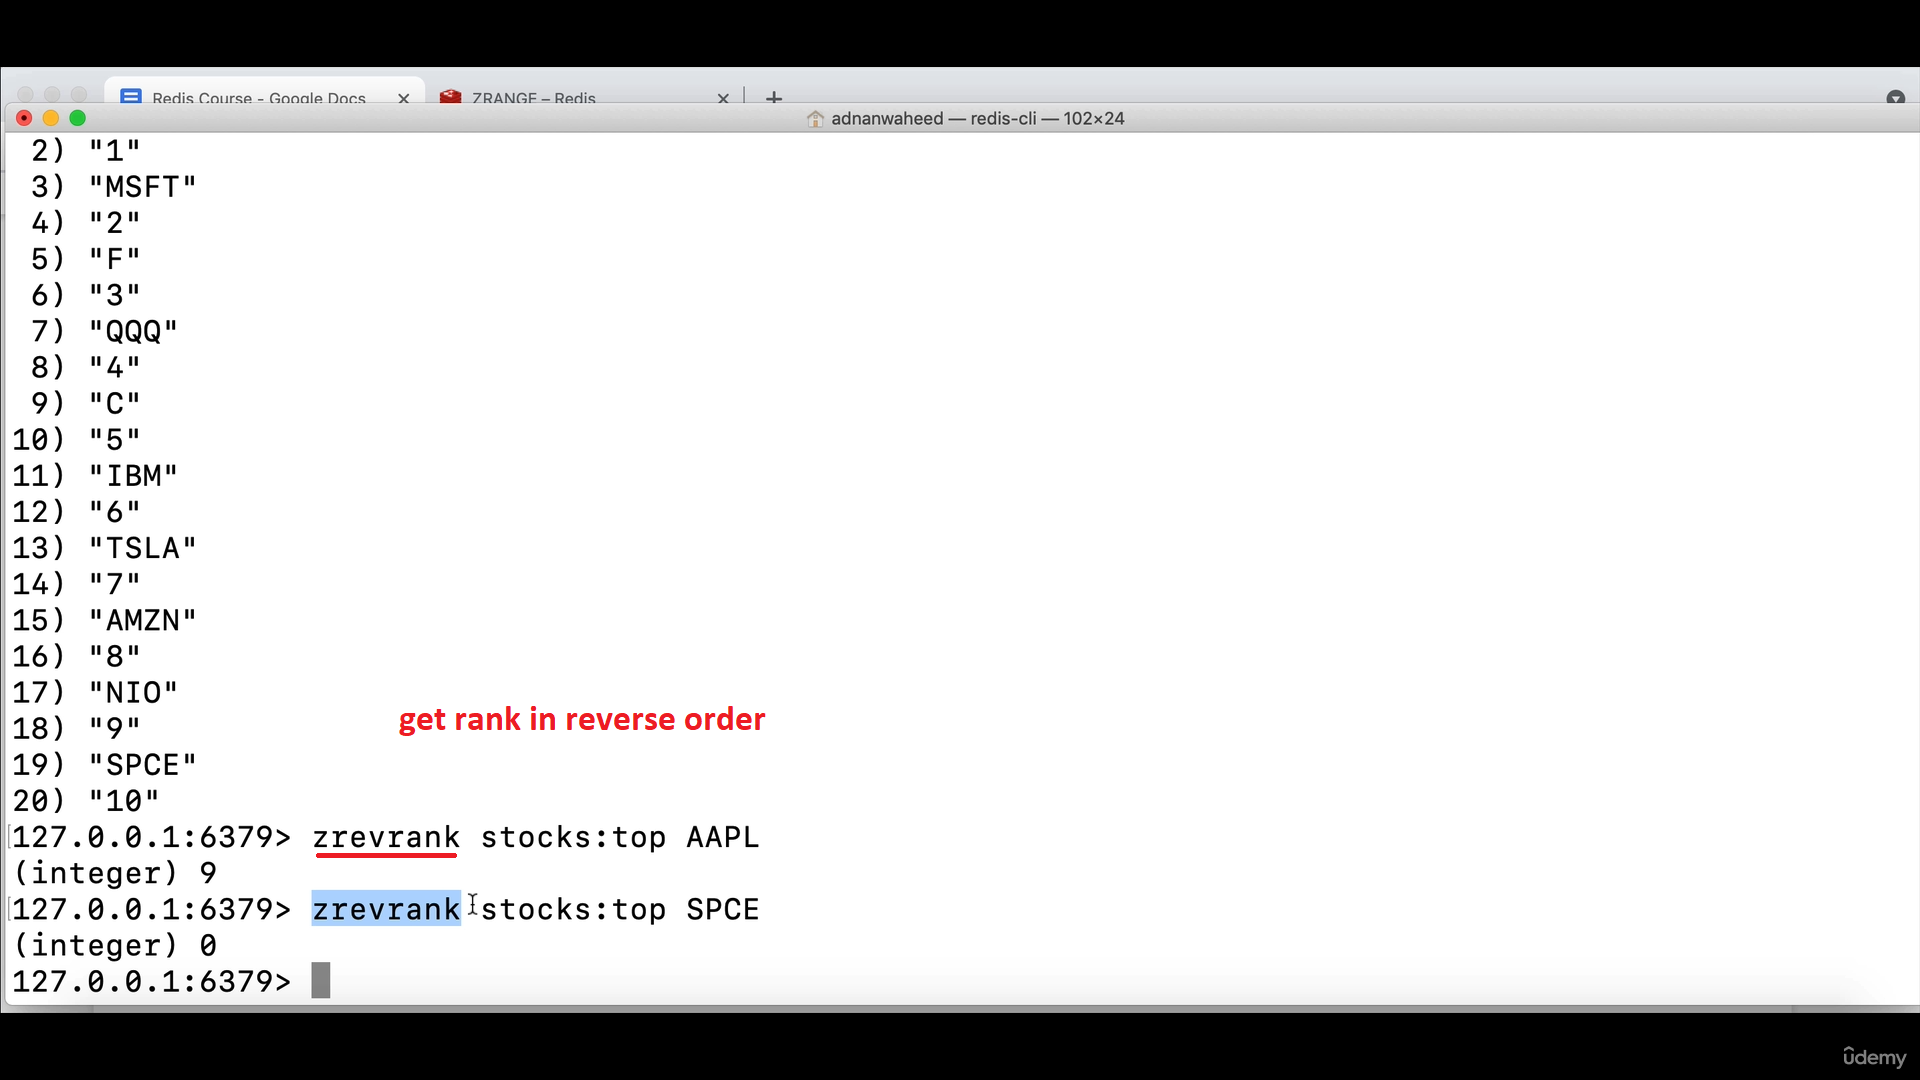 Redis Course - Google Docs
ZRANGE – Redis
adnanwaheed — redis-cli — 102×24
2) "1"
3) "MSFT"
4) "2"
5) "F"
6) "3"
7) "QQQ"
8) "4"
9) "C"
10) "5"
11) "IBM"
12) "6"
13) "TSLA"
14) "7"
15) "AMZN"
16) "8"
17) "NIO"
get rank in reverse order
18) "9"
19) "SPCE"
20) "10"
127.0.0.1:6379> zrevrank stocks:top AAPL
(integer) 9
127.0.0.1:6379> zrevrank stocks:top SPCE
(integer) 0
127.0.0.1:6379>
ûdemy